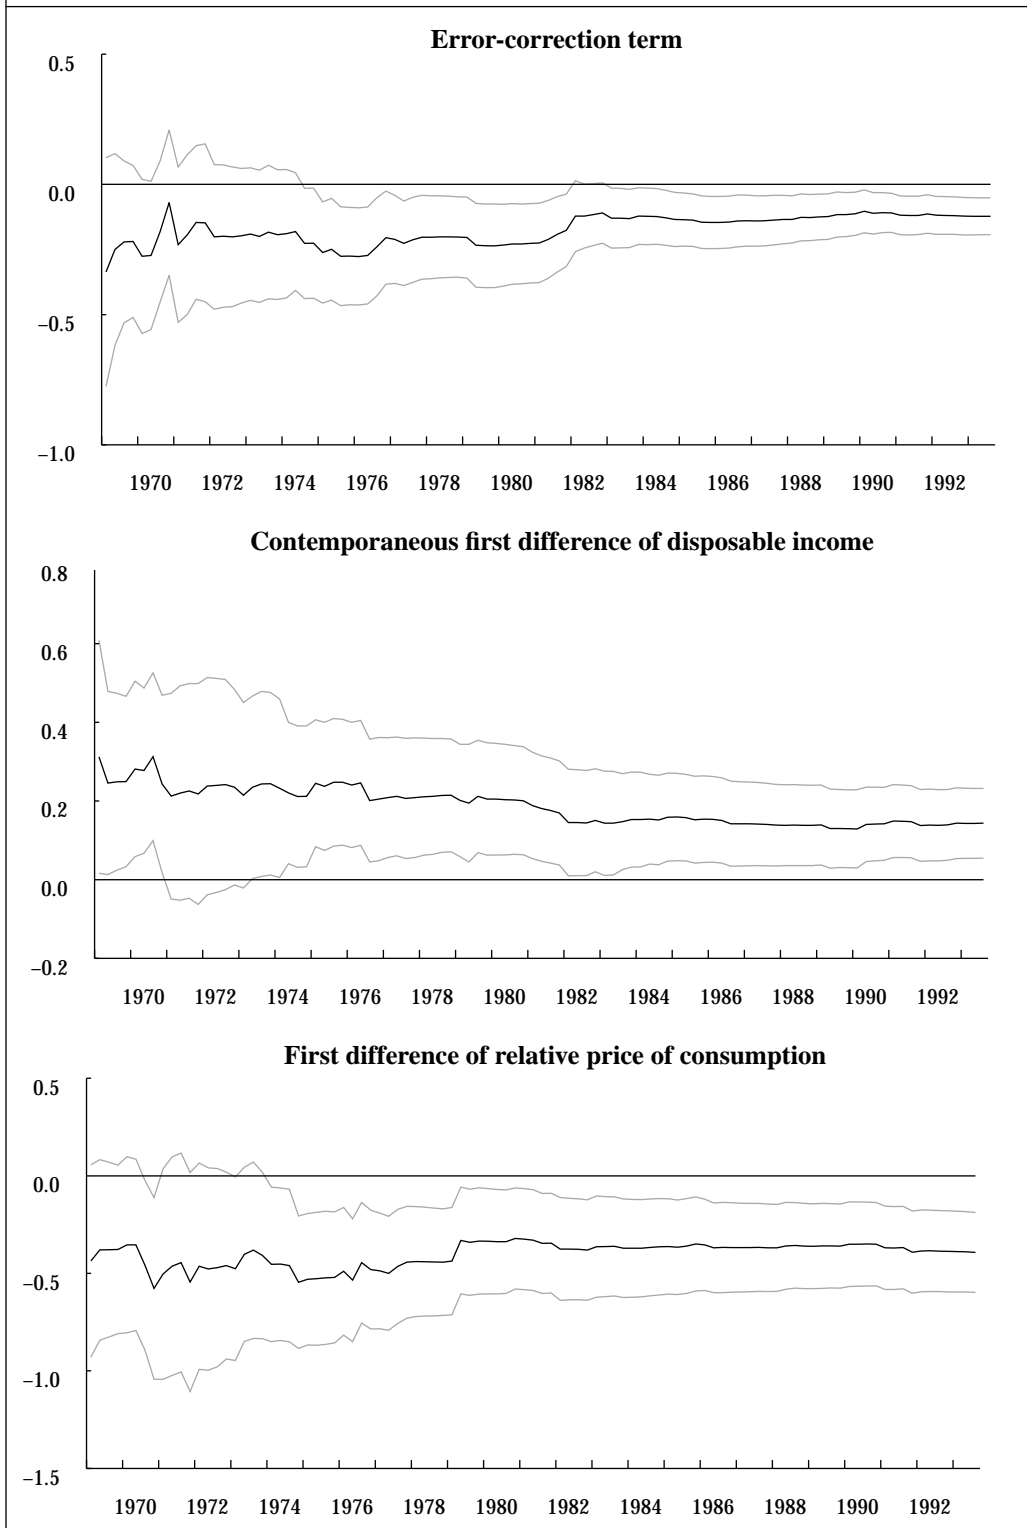 Error-correction term
0.5
0.0
–0.5
–1.0
1970 1972 1974 1976 1978 1980 1982 1984 1986 1988 1990 1992
Contemporaneous first difference of disposable income
0.8
0.6
0.4
0.2
0.0
–0.2
1970 1972 1974 1976 1978 1980 1982 1984 1986 1988 1990 1992
First difference of relative price of consumption
0.5
0.0
–0.5
–1.0
–1.5
1970 1972 1974 1976 1978 1980 1982 1984 1986 1988 1990 1992